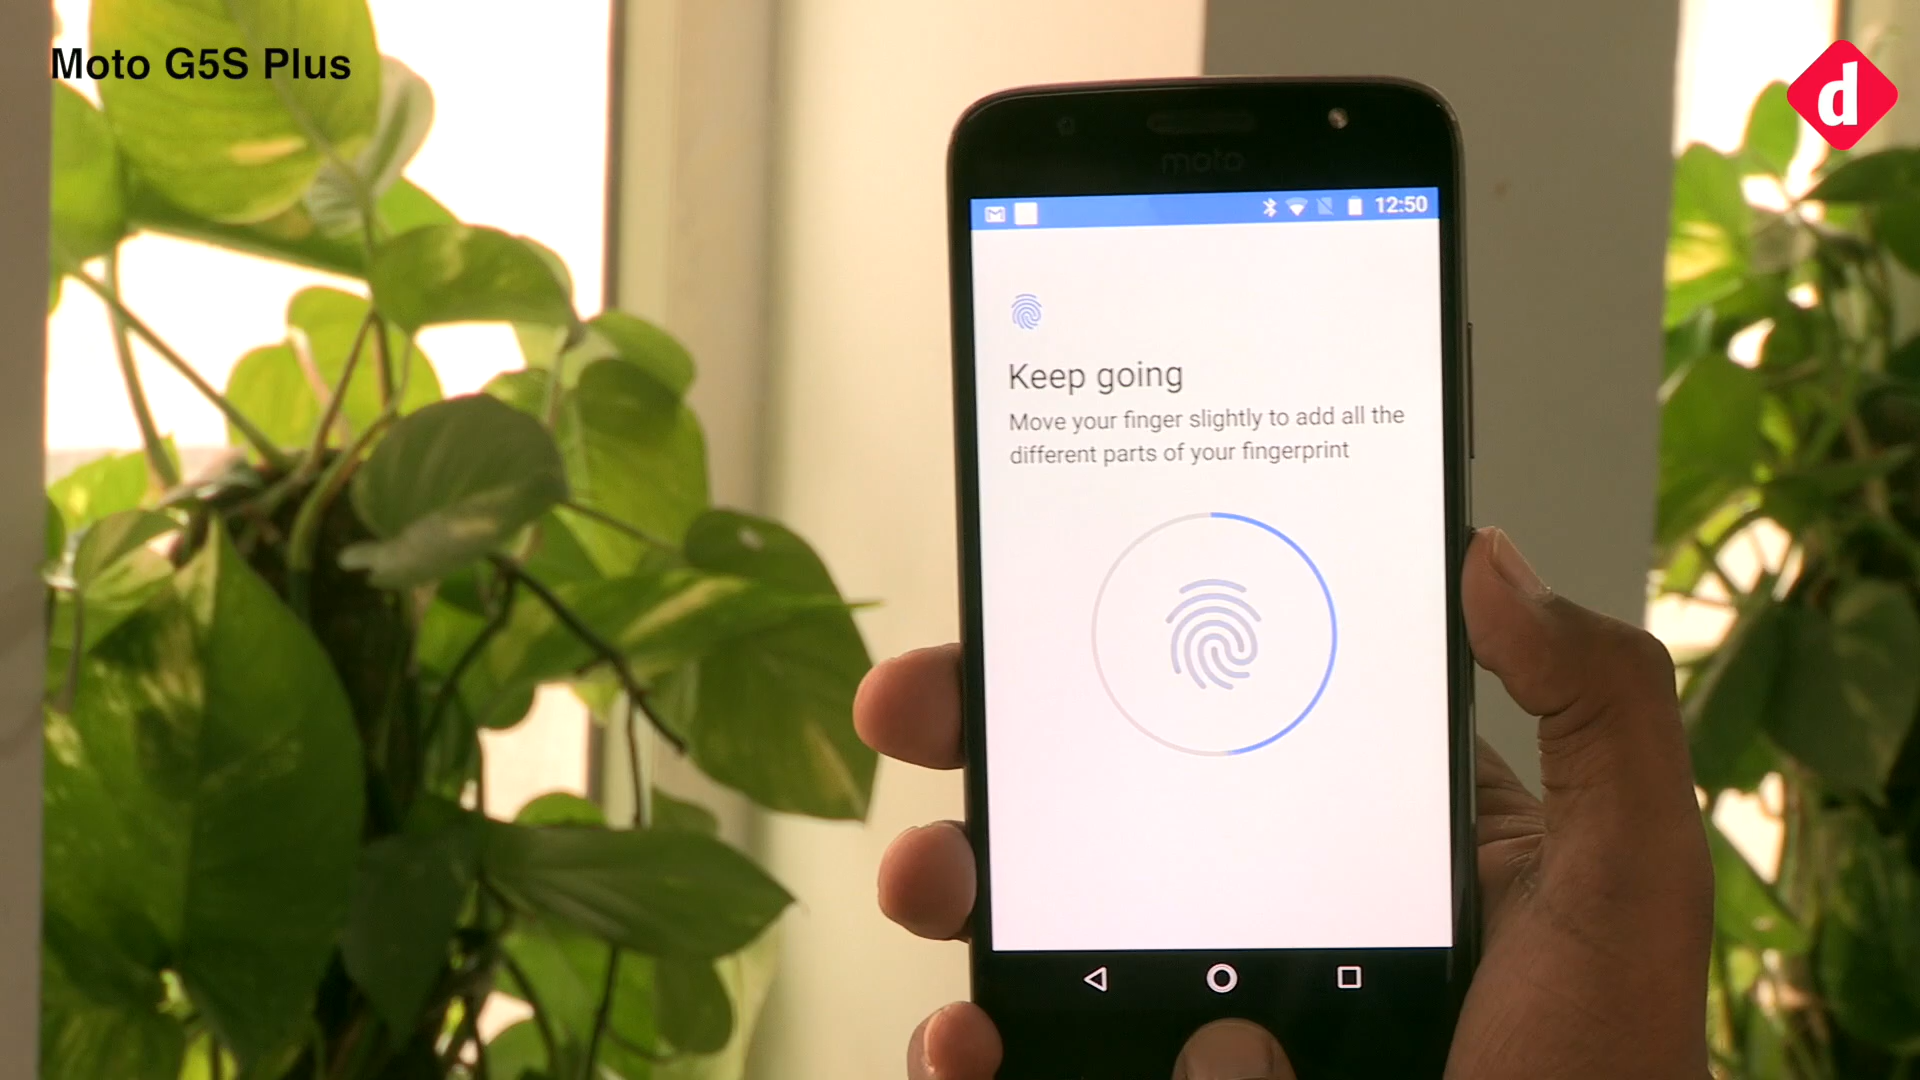 Moto G5S Plus
d
moto
12:50
Keep going
Move your finger slightly to add all the
different parts of your fingerprint